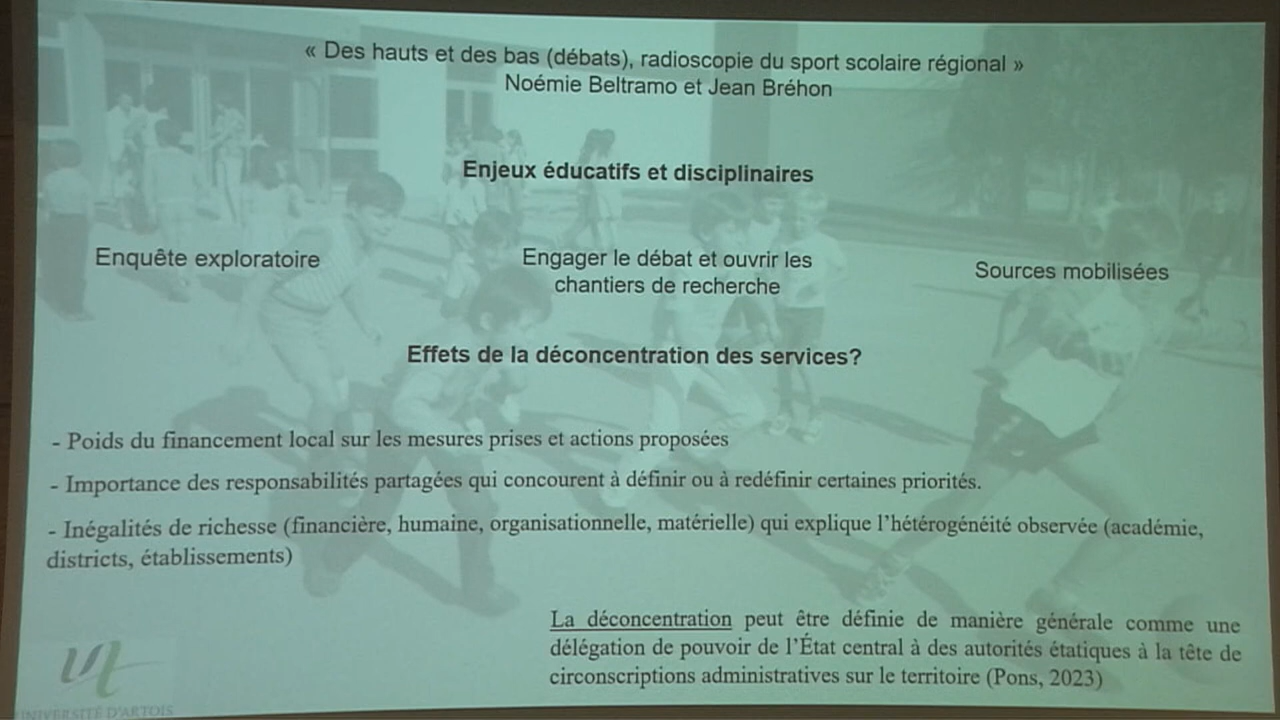 « Des hauts et des bas (débats), radioscopie du sport scolaire régional »
Noémie Beltramo et Jean Bréhon
Enjeux éducatifs et disciplinaires
Enquête exploratoire
Engager le débat et ouvrir les
chantiers de recherche
Sources mobilisées
Effets de la déconcentration des services?
- Poids du financement local sur les mesures prises et actions proposées
- Importance des responsabilités partagées qui concourent à définir ou à redéfinir certaines priorités.
- Inégalités de richesse (financière, humaine, organisationnelle, matérielle) qui explique l'hétérogénéité observée (académie,
districts, établissements)
La déconcentration peut être définie de manière générale comme une
délégation de pouvoir de l'État central à des autorités étatiques à la tête de
circonscriptions administratives sur le territoire (Pons, 2023)
UNIVERSITÉ D'ARTOIS